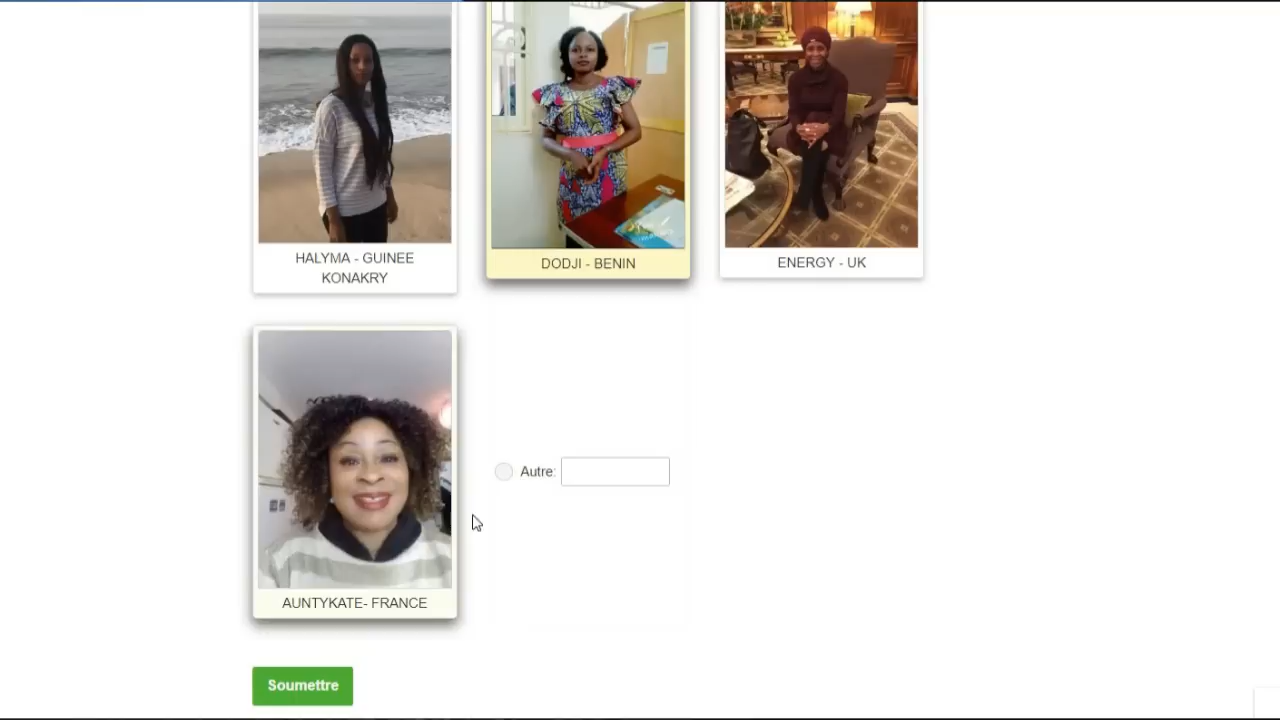 HALYMA - GUINEE
KONAKRY
DODJI - BENIN
ENERGY - UK
Autre:
AUNTYKATE- FRANCE
Soumettre